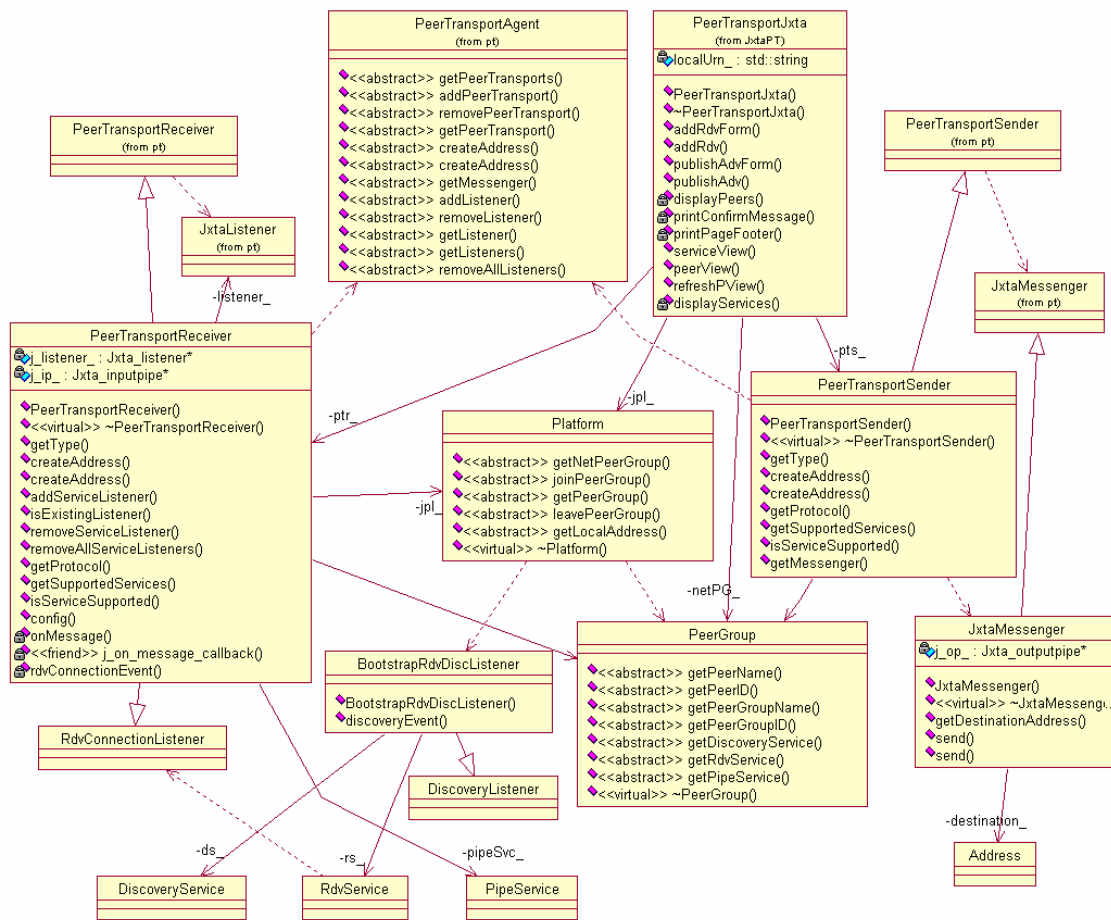 PeerTransportAgent
(from pt)
<<abstract>> getPeerTransports()
<<abstract>> addPeerTransport()
<<abstract>> removePeerTransport()
<<abstract>> getPeerTransport()
<<abstract>> createAddress()
<<abstract>> createAddress()
<<abstract>> getMessenger()
<<abstract>> addListener()
<<abstract>> removeListener()
<<abstract>> getListener()
<<abstract>> getListeners()
<<abstract>> removeAllListeners()
PeerTransportJxta
(from JxtaPT)
localUrn_ : std::string
PeerTransportJxta()
~PeerTransportJxta()
addRdvForm()
addRdv()
publishAdvForm()
publishAdv()
displayPeers()
printConfirmMessage()
printPageFooter()
serviceView()
peerView()
refreshPView()
displayServices()
PeerTransportReceiver
(from pt)
JxtaListener
(from pt)
-listener_
PeerTransportSender
(from pt)
JxtaMessenger
(from pt)
PeerTransportReceiver
j_listener_ : Jxta_listener*
j_ip_ : Jxta_inputpipe*
PeerTransportReceiver()
<<virtual>> ~PeerTransportReceiver()
getType()
createAddress()
createAddress()
addServiceListener()
isExistingListener()
removeServiceListener()
removeAllServiceListeners()
getProtocol()
getSupportedServices()
isServiceSupported()
config()
onMessage()
<<friend>> j_on_message_callback()
rdvConnectionEvent()
-ptr_
-jpl_
-pts_
-jpl_
-netPG_
Platform
<<abstract>> getNetPeerGroup()
<<abstract>> joinPeerGroup()
<<abstract>> getPeerGroup()
<<abstract>> leavePeerGroup()
<<abstract>> getLocalAddress()
<<virtual>> ~Platform()
PeerTransportSender
PeerTransportSender()
<<virtual>> ~PeerTransportSender()
getType()
createAddress()
createAddress()
getProtocol()
getSupportedServices()
isServiceSupported()
getMessenger()
PeerGroup
<<abstract>> getPeerName()
<<abstract>> getPeerID()
<<abstract>> getPeerGroupName()
<<abstract>> getPeerGroupID()
<<abstract>> getDiscoveryService()
<<abstract>> getRdvService()
<<abstract>> getPipeService()
<<virtual>> ~PeerGroup()
JxtaMessenger
j_op_ : Jxta_outputpipe*
JxtaMessenger()
<<virtual>> ~JxtaMessenger
getDestinationAddress()
send()
send()
BootstrapRdvDiscListener
BootstrapRdvDiscListener()
discoveryEvent()
RdvConnectionListener
DiscoveryListener
-ds_
-rs_
-pipeSvc_
-destination_
DiscoveryService
RdvService
PipeService
Address